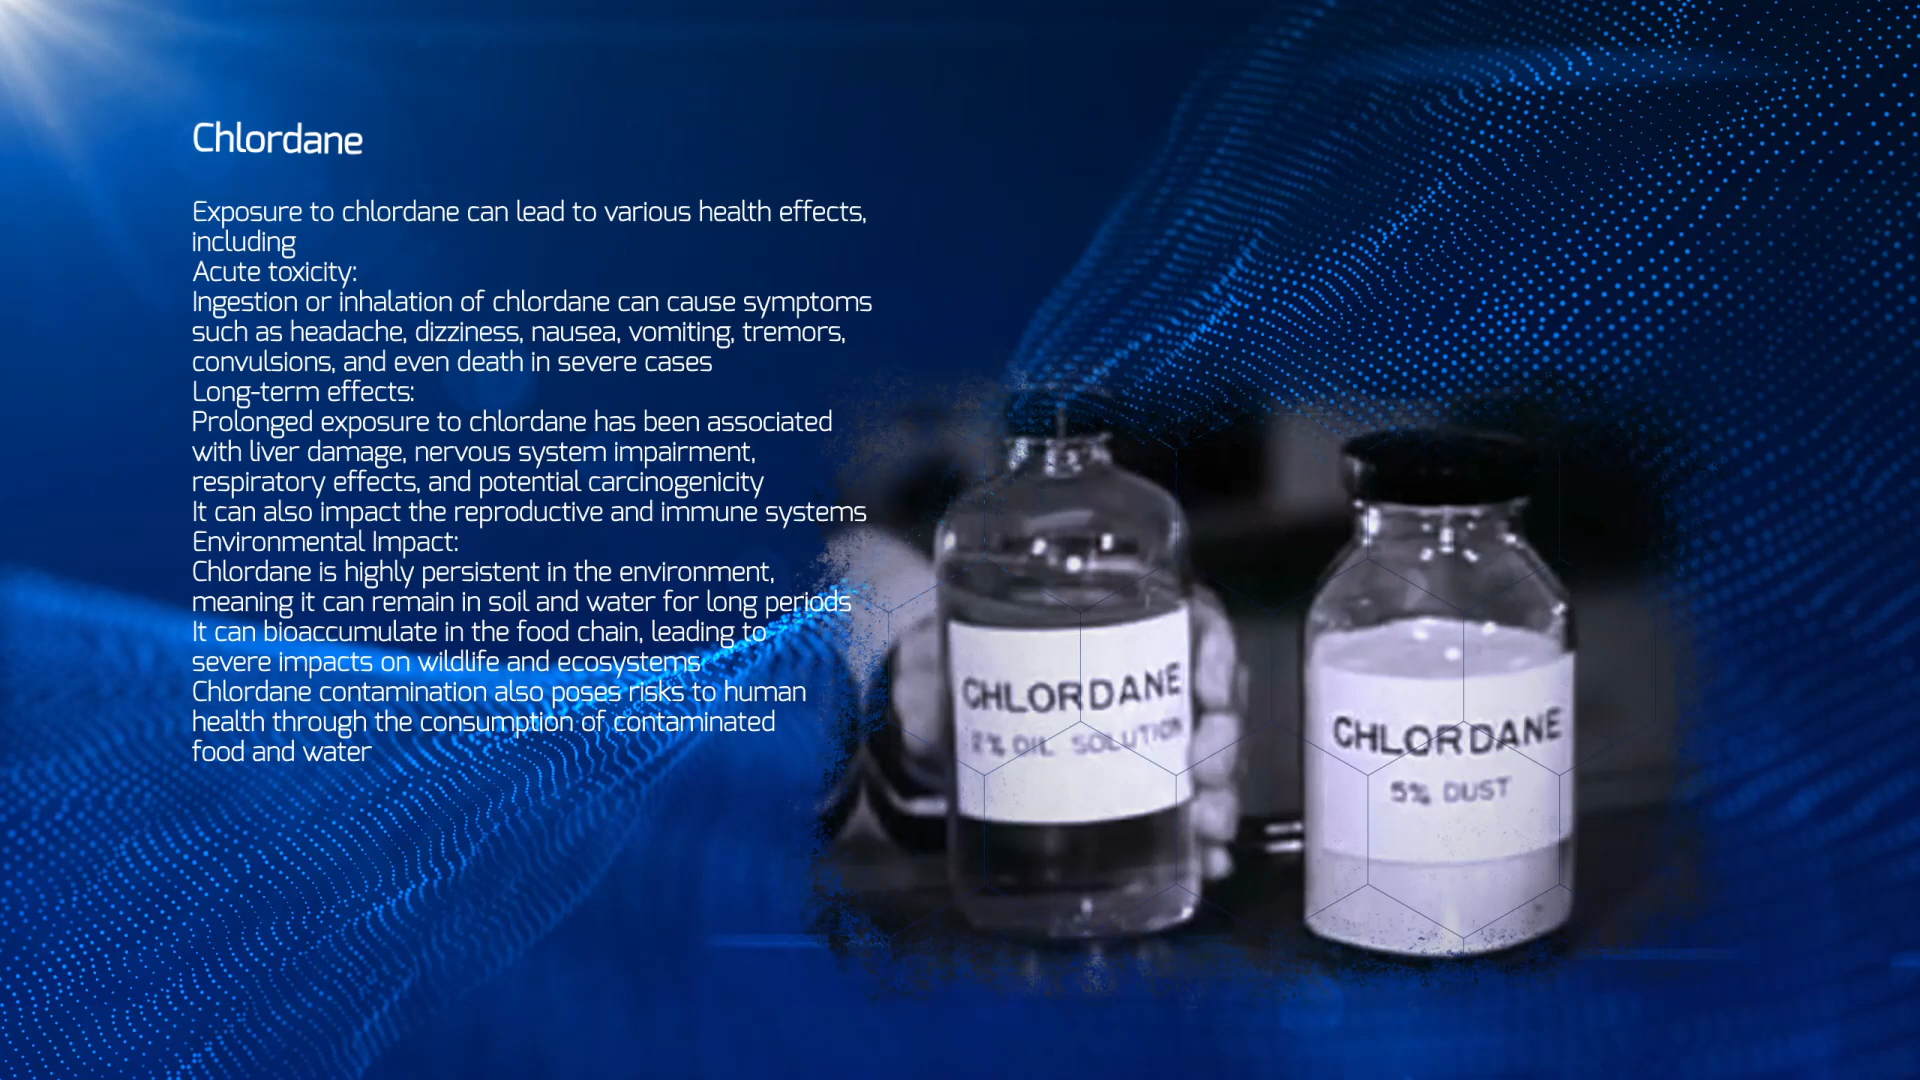 Chlordane
Exposure to chlordane can lead to various health effects,
including
Acute toxicity:
Ingestion or inhalation of chlordane can cause symptoms
such as headache, dizziness, nausea, vomiting, tremors,
convulsions, and even death in severe cases
Long-term effects:
Prolonged exposure to chlordane has been associated
with liver damage, nervous system impairment,
respiratory effects, and potential carcinogenicity
It can also impact the reproductive and immune systems
Environmental Impact:
Chlordane is highly persistent in the environment,
meaning it can remain in soil and water for long periods
It can bioaccumulate in the food chain, leading to
severe impacts on wildlife and ecosystems
Chlordane contamination also poses risks to human
health through the consumption of contaminated
food and water
CHLORDANE
2% OIL SOLUTION
CHLORDANE
5% DUST